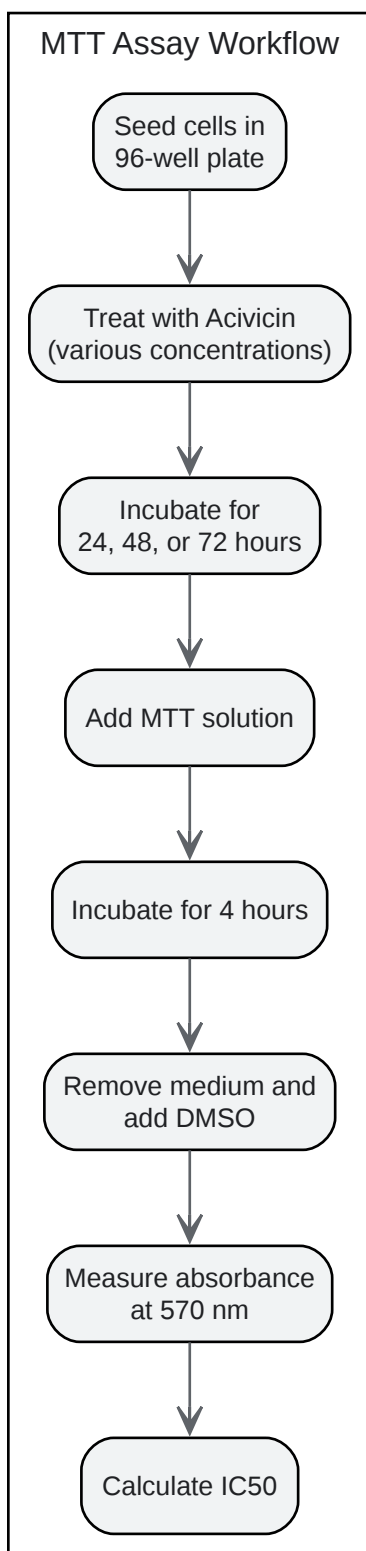 MTT Assay Workflow
Seed cells in
96-well plate
Treat with Acivicin
(various concentrations)
Incubate for
24, 48, or 72 hours
Add MTT solution
Incubate for 4 hours
Remove medium and
add DMSO
Measure absorbance
at 570 nm
Calculate IC50